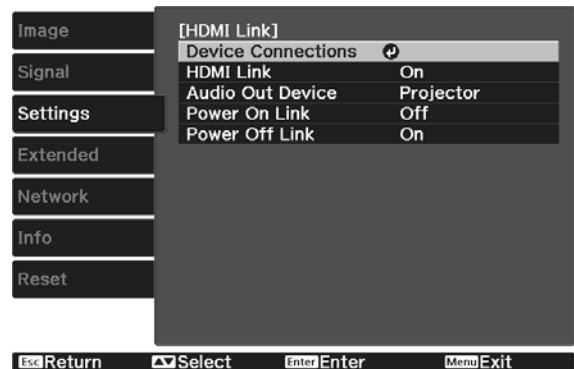 Image
Signal
Settings
Extended
Network
Info
Reset
[HDMI Link]
Device Connections
HDMI Link On
Audio Out Device Projector
Power On Link Off
Power Off Link On
Esc Return Select Enter Enter Menu Exit